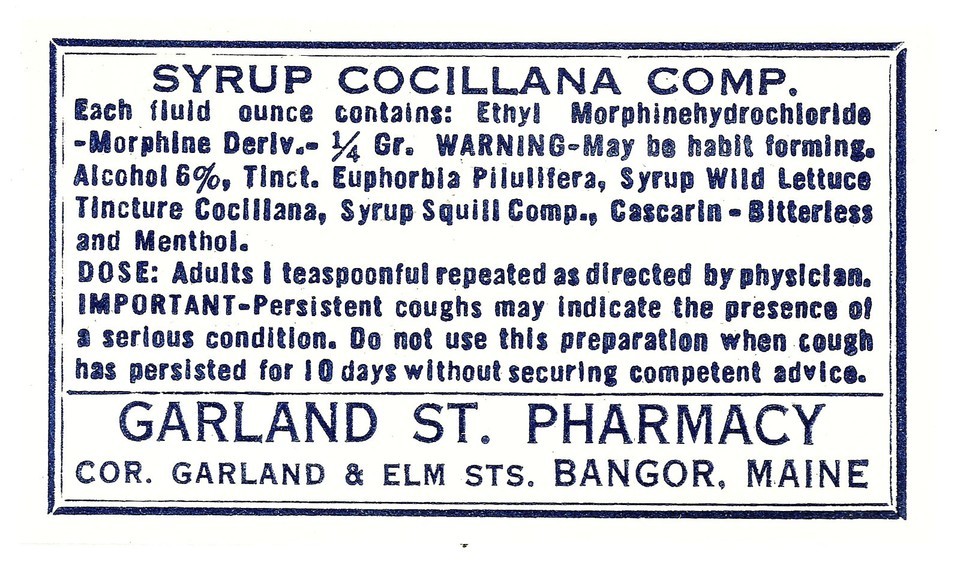 SYRUP COCILLANA COMP.
Each fluid ounce contains: Ethyl Morphinehydrochloride
-Morphine Deriv.- ¼ Gr. WARNING-May be habit forming.
Alcohol 6%, Tinct. Euphorbia Pilulifera, Syrup Wild Lettuce
Tincture Cocillana, Syrup Squill Comp., Cascarin - Bitterless
and Menthol.
DOSE: Adults 1 teaspoonful repeated as directed by physician.
IMPORTANT-Persistent coughs may indicate the presence of
a serious condition. Do not use this preparation when cough
has persisted for 10 days without securing competent advice.
GARLAND ST. PHARMACY
COR. GARLAND & ELM STS. BANGOR, MAINE